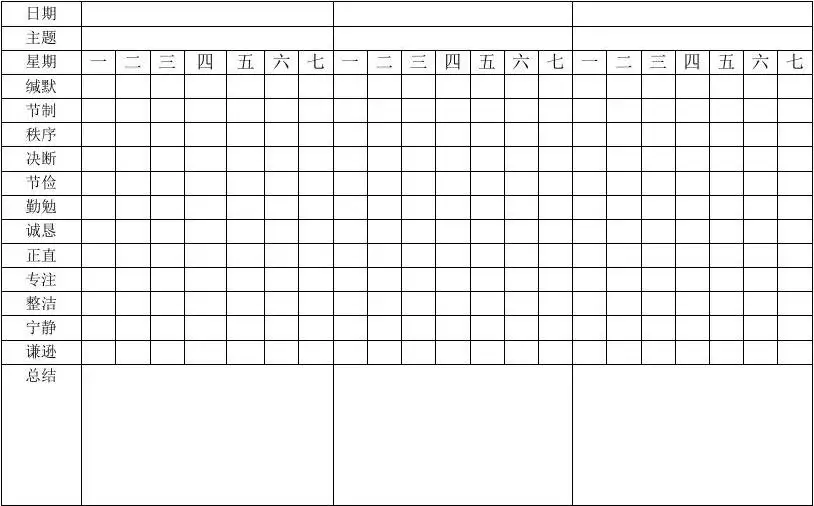 日期
主题
星期 一 二 三 四 五 六 七 一 二 三 四 五 六 七 一 二 三 四 五 六 七
缄默
节制
秩序
决断
节俭
勤勉
诚恳
正直
专注
整洁
宁静
谦逊
总结